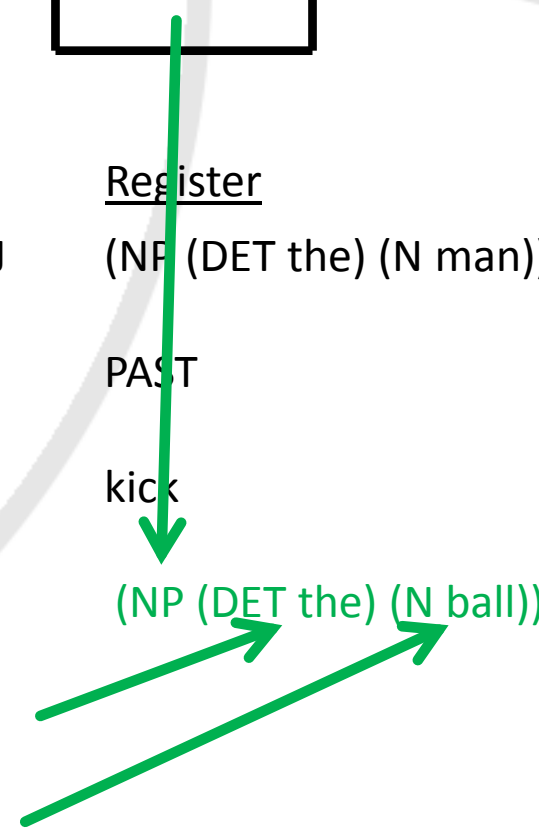 Register
J (NP (DET the) (N man))
PAST
kick
(NP (DET the) (N ball))